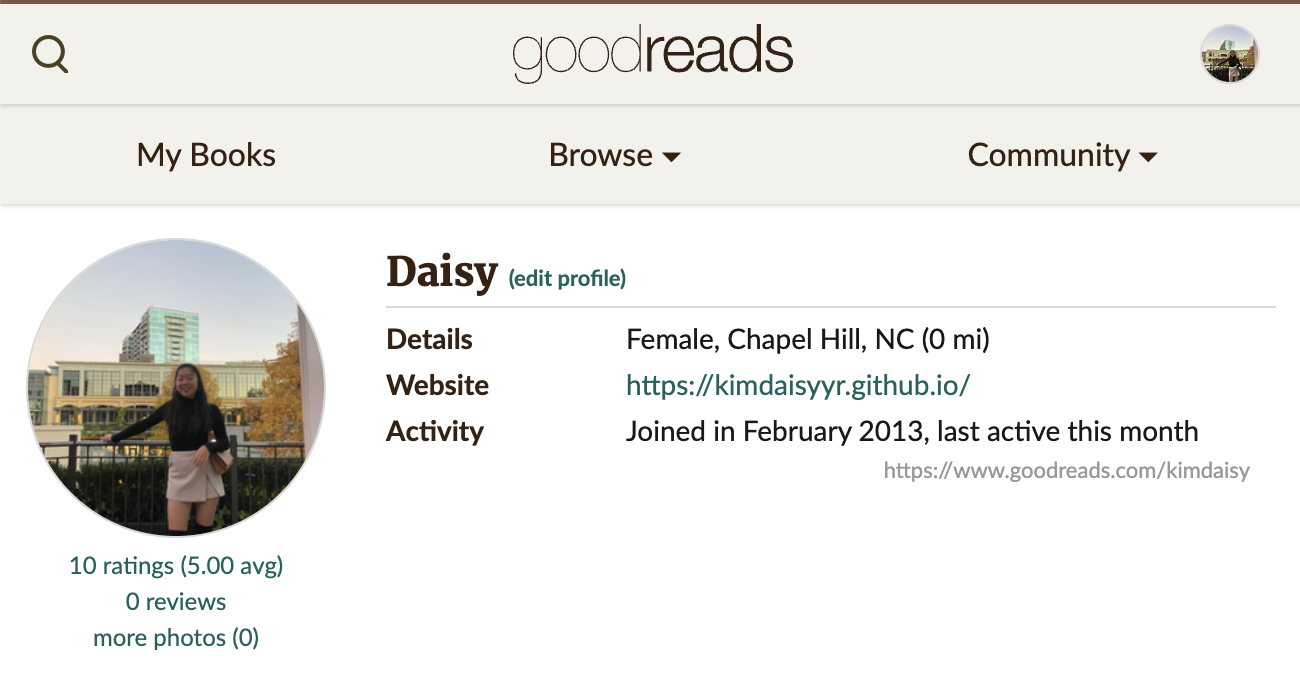 goodreads
My Books Browse Community
Daisy (edit profile)
Details Female, Chapel Hill, NC (0 mi)
Website https://kimdaisyyr.github.io/
Activity Joined in February 2013, last active this month
https://www.goodreads.com/kimdaisy
10 ratings (5.00 avg)
0 reviews
more photos (0)